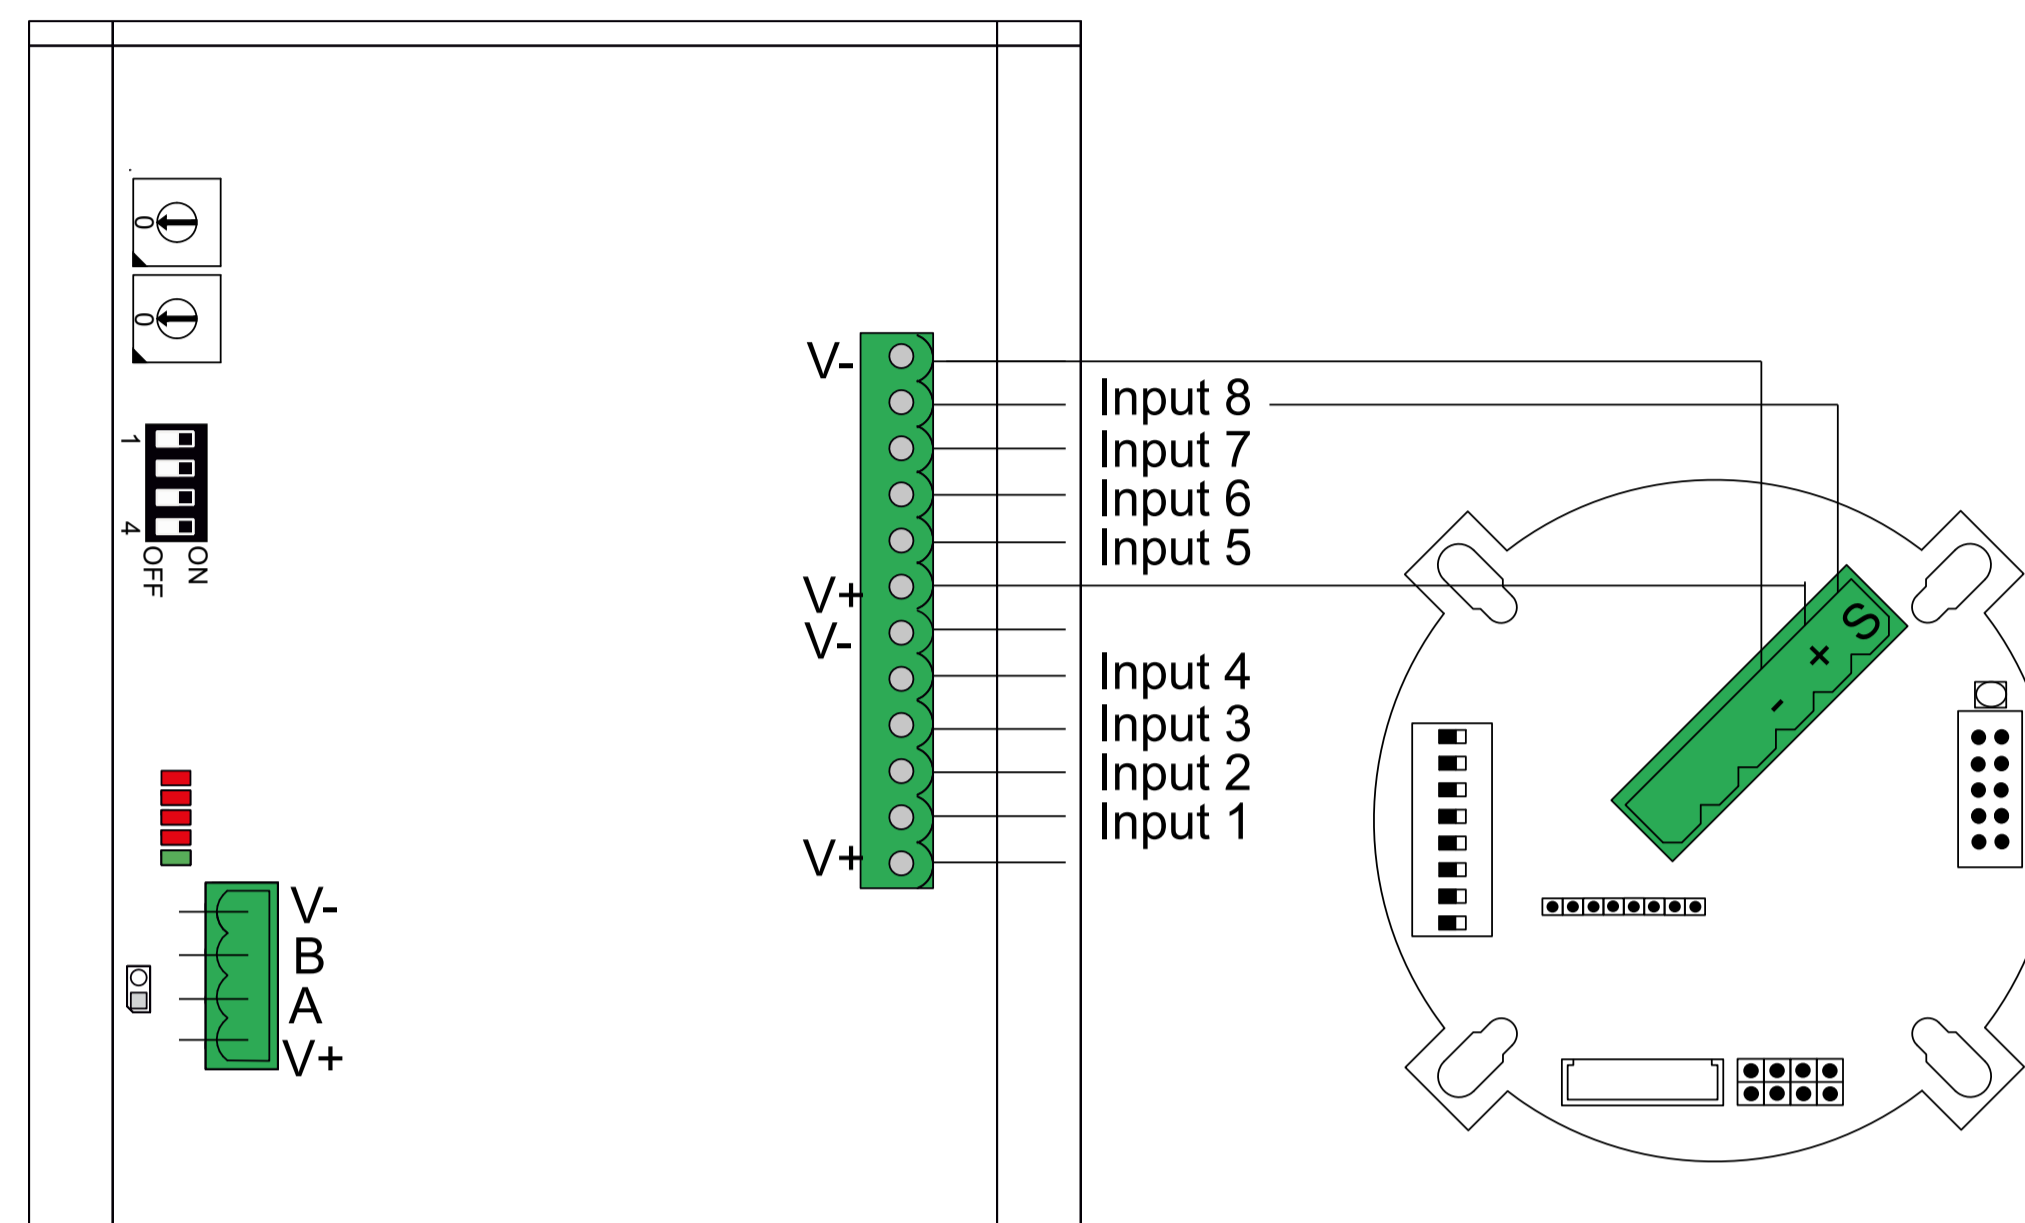 0
0
1
4
OFF
ON
V-
Input 8
Input 7
Input 6
Input 5
V+
V-
Input 4
Input 3
Input 2
Input 1
V+
S
+
-
V-
B
A
V+